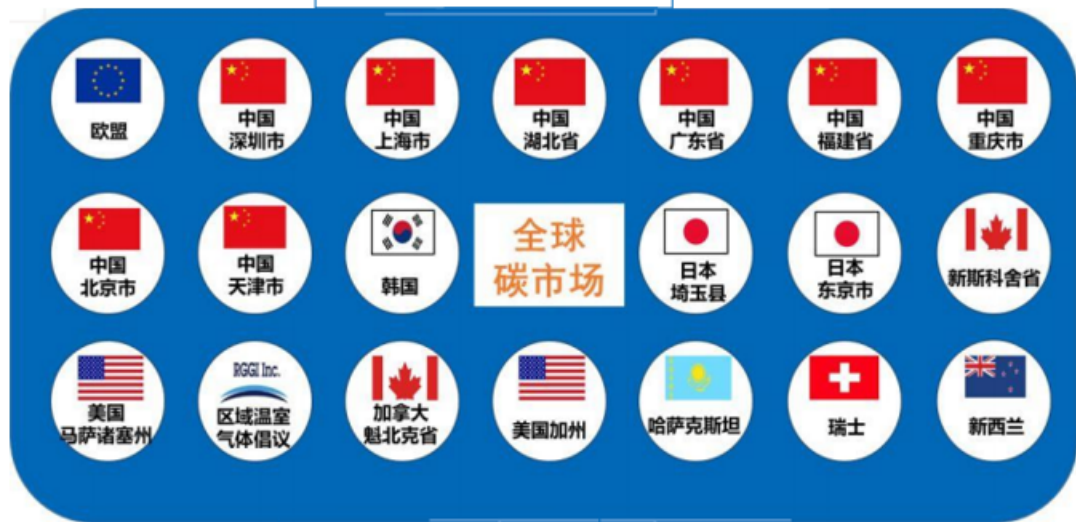 欧盟
中国
深圳市
中国
上海市
中国
湖北省
中国
广东省
中国
福建省
中国
重庆市
中国
北京市
中国
天津市
韩国
全球
碳市场
日本
埼玉县
日本
东京市
新斯科舍省
美国
马萨诸塞州
RGGI Inc.
区域温室
气体倡议
加拿大
魁北克省
美国加州
哈萨克斯坦
瑞士
新西兰